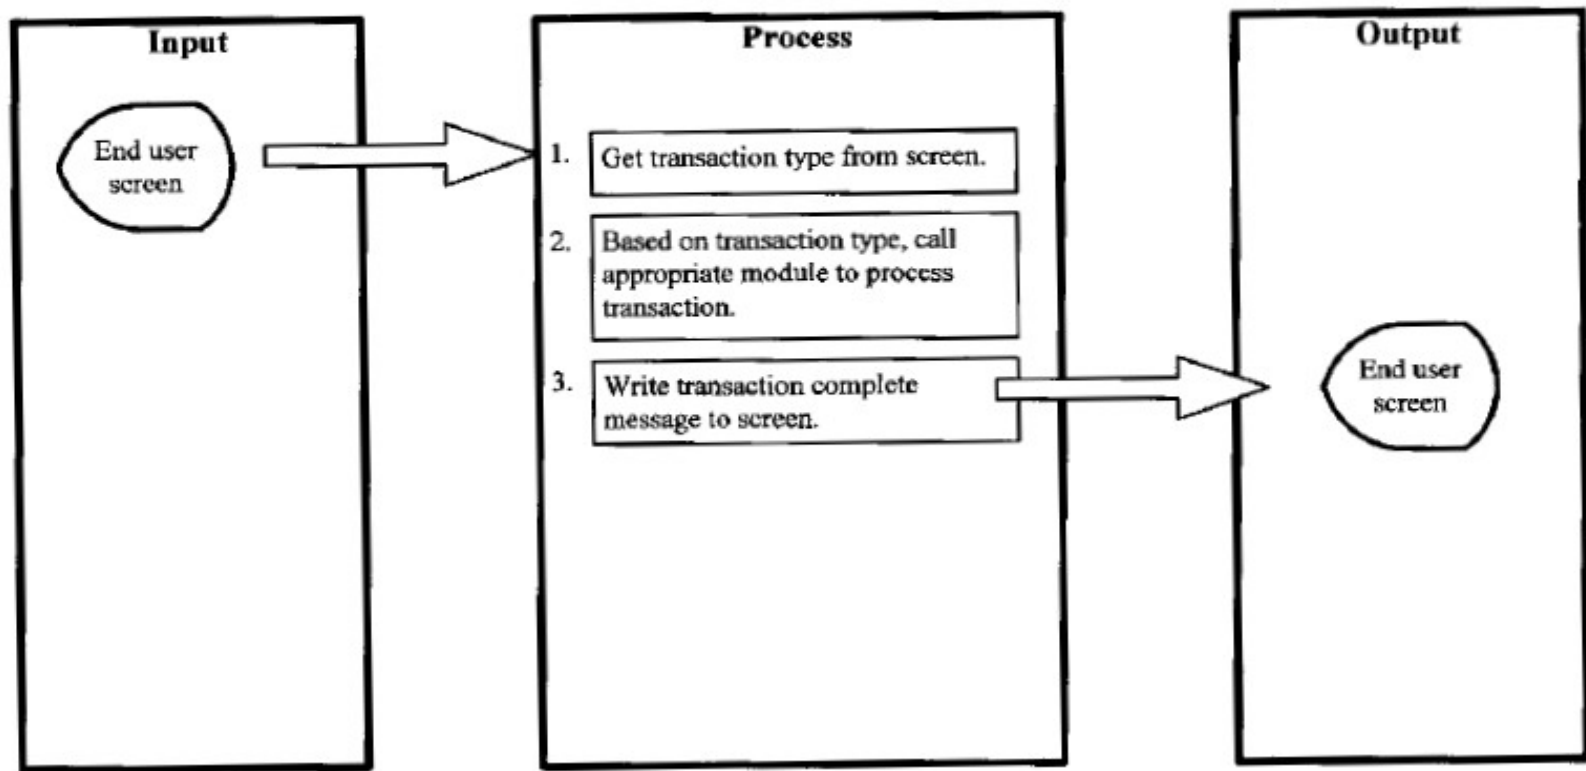 Input
End user
screen
Process
1. Get transaction type from screen.
2. Based on transaction type, call
appropriate module to process
transaction.
3. Write transaction complete
message to screen.
Output
End user
screen